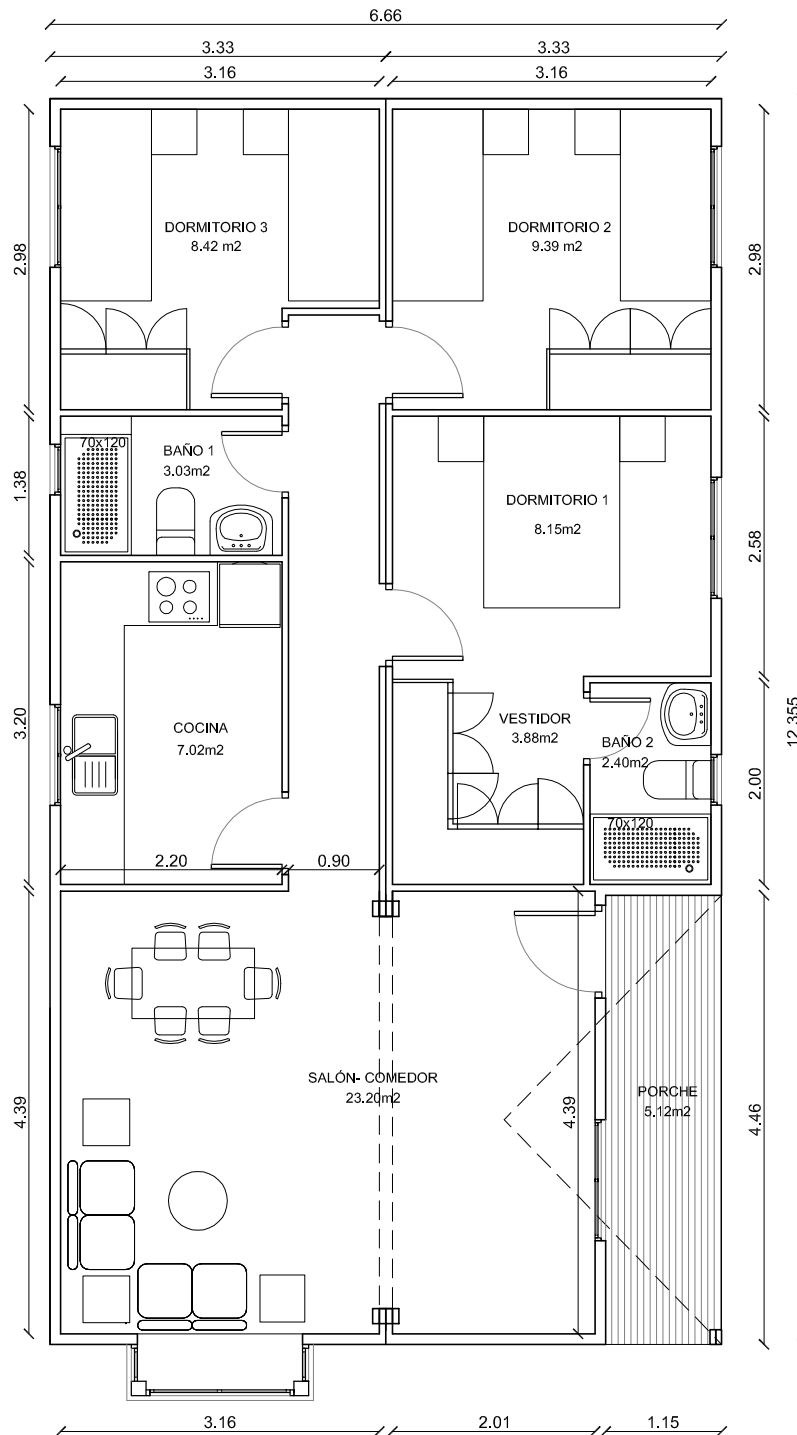 6.66
3.33 3.33
3.16 3.16
DORMITORIO 3
8.42 m2
DORMITORIO 2
9.39 m2
2.98
2.98
70x120
BAÑO 1
3.03m2
1.38
DORMITORIO 1
8.15m2
2.58
COCINA
7.02m2
3.20
VESTIDOR
3.88m2
BAÑO 2
2.40m2
70x120
2.00
12.355
2.20 0.90
SALÓN- COMEDOR
23.20m2
4.39
4.39
PORCHE
5.12m2
4.46
3.16 2.01 1.15